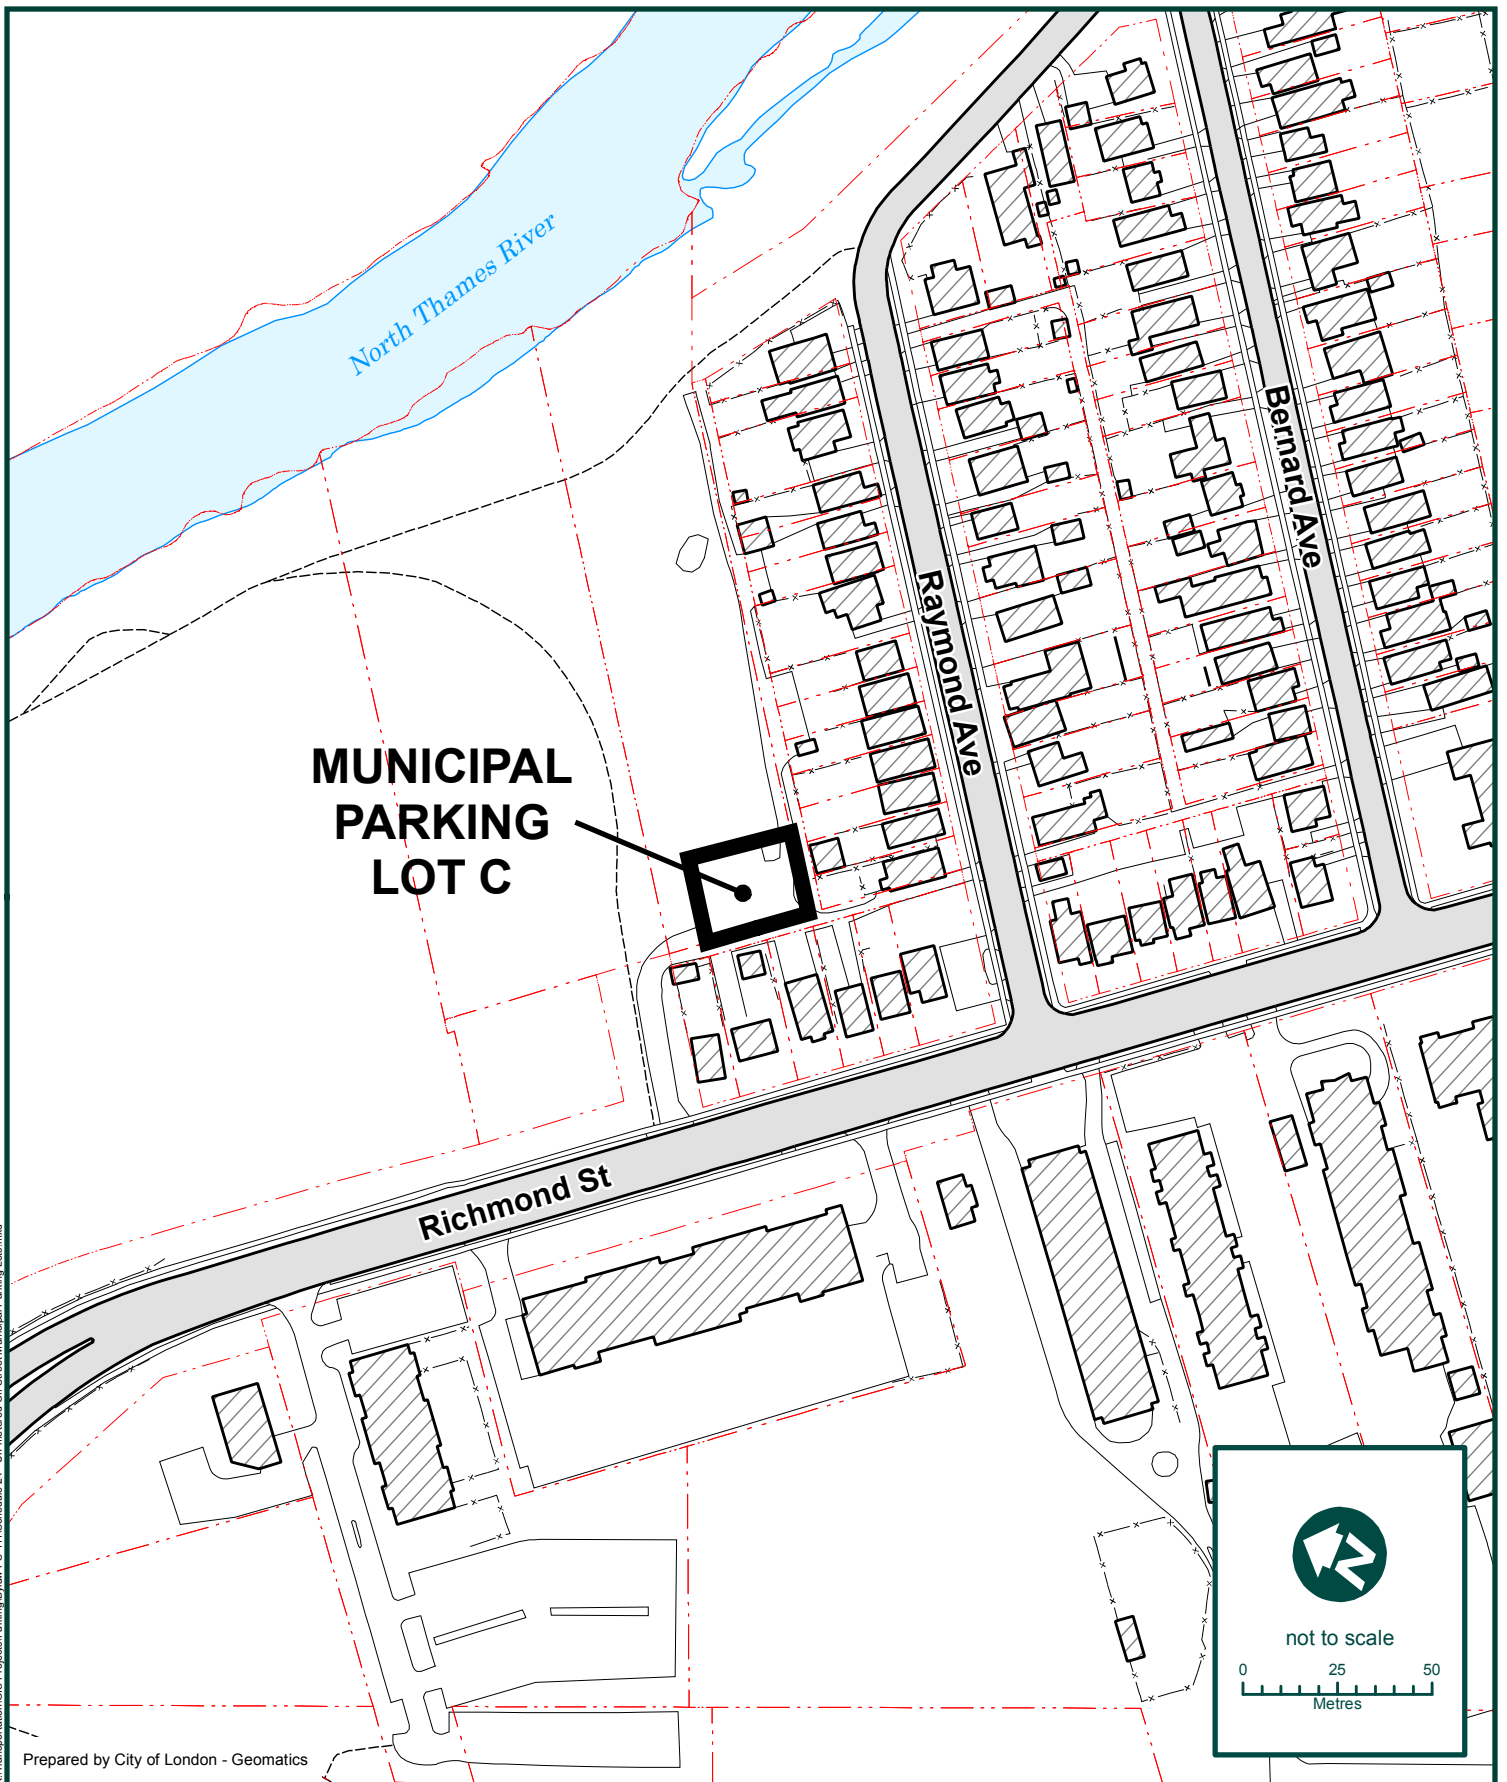 North Thames River
Bernard Ave
Raymond Ave
MUNICIPAL
PARKING
LOT C
Richmond St
N
not to scale
0 25 50
Metres
Prepared by City of London - Geomatics